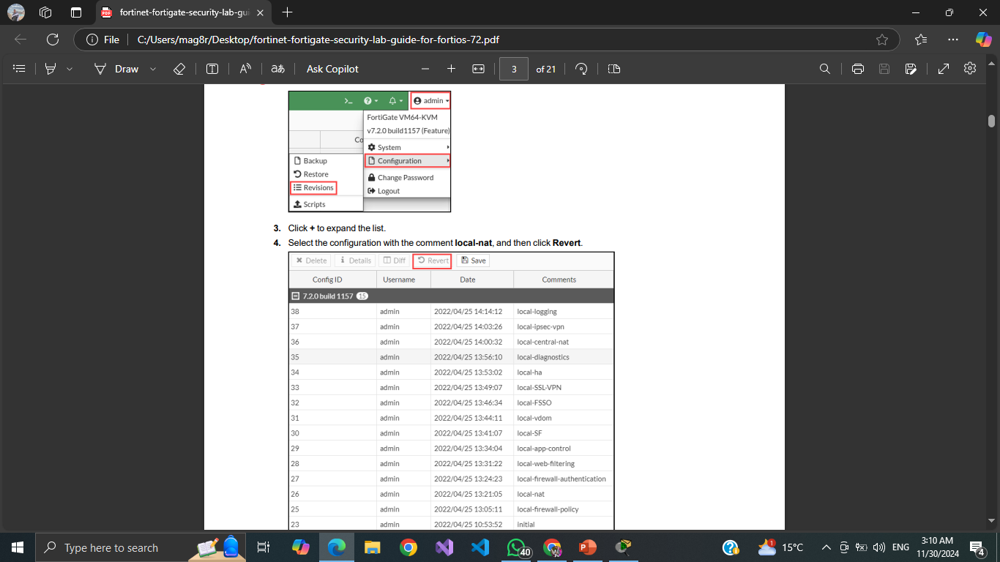 fortinet-fortigate-security-lab-gui
File C:/Users/mag8r/Desktop/fortinet-fortigate-security-lab-guide-for-fortios-72.pdf
Draw Ask Copilot 3 of 21
admin
FortiGate VM64-KVM
v7.2.0 build1157 (Feature)
Co
System
Backup Configuration
Restore Change Password
Revisions Logout
Scripts
3. Click + to expand the list.
4. Select the configuration with the comment local-nat, and then click Revert.
Delete Details Diff Revert Save
Config ID Username Date Comments
7.2.0 build 1157 15
38 admin 2022/04/25 14:14:12 local-logging
37 admin 2022/04/25 14:03:26 local-ipsec-vpn
36 admin 2022/04/25 14:00:32 local-central-nat
35 admin 2022/04/25 13:56:10 local-diagnostics
34 admin 2022/04/25 13:53:02 local-ha
33 admin 2022/04/25 13:49:07 local-SSL-VPN
32 admin 2022/04/25 13:46:34 local-FSSO
31 admin 2022/04/25 13:44:11 local-vdom
30 admin 2022/04/25 13:41:07 local-SF
29 admin 2022/04/25 13:34:04 local-app-control
28 admin 2022/04/25 13:31:22 local-web-filtering
27 admin 2022/04/25 13:24:23 local-firewall-authentication
26 admin 2022/04/25 13:21:05 local-nat
25 admin 2022/04/25 13:05:11 local-firewall-policy
23 admin 2022/04/25 10:53:52 initial
Type here to search 40 1 15°C ENG 3:10 AM
11/30/2024 4